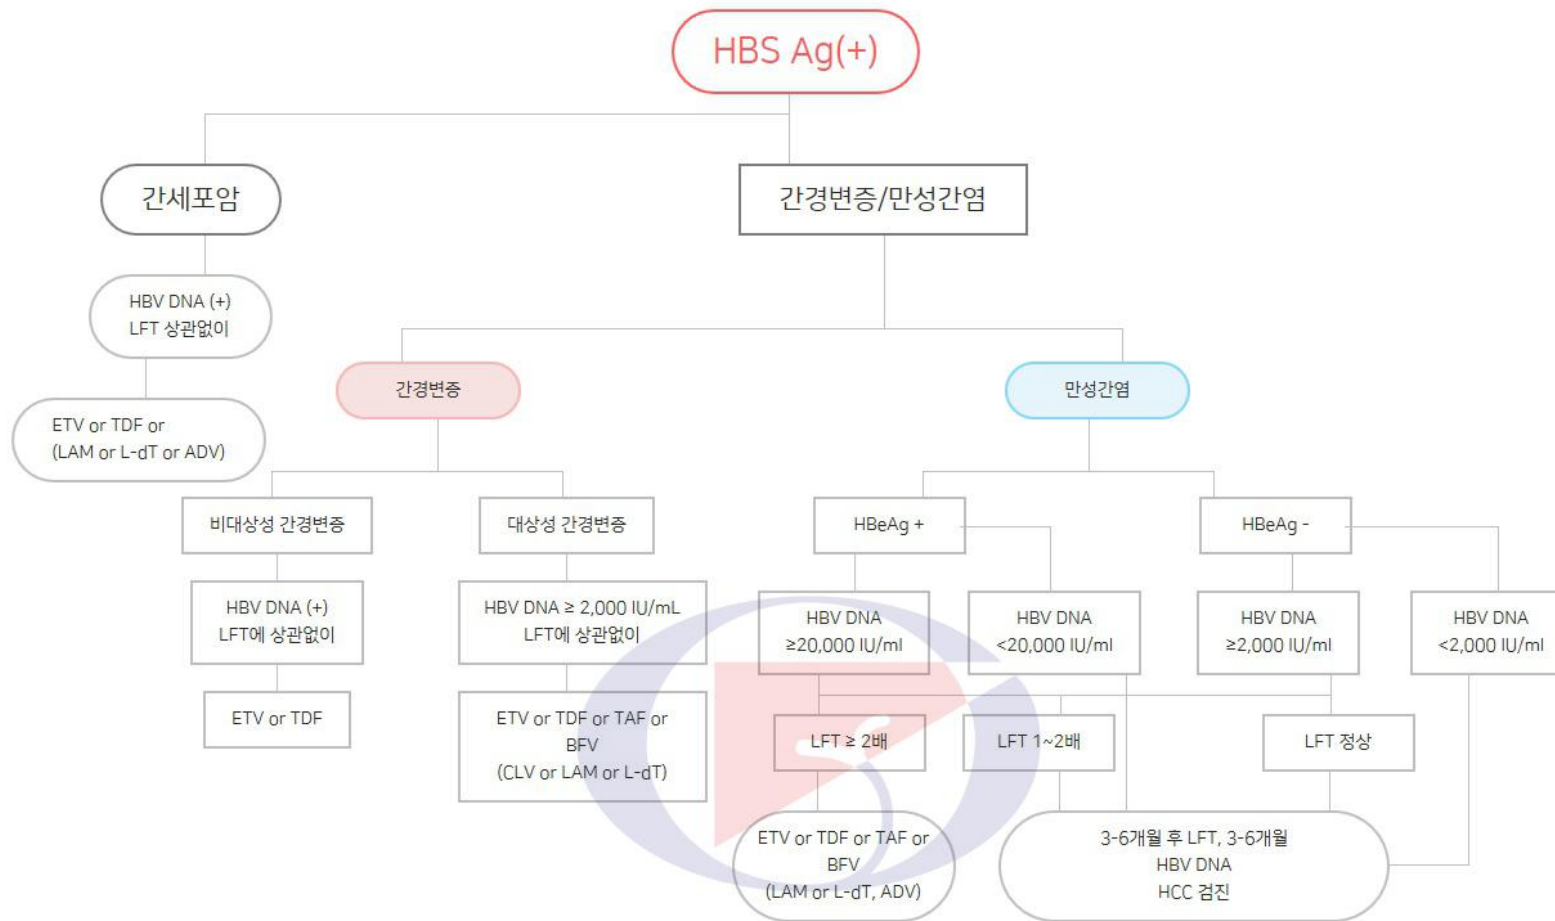 HBS Ag(+)
간세포암
간경변증/만성간염
HBV DNA (+)
LFT 상관없이
ETV or TDF or
(LAM or L-dT or ADV)
간경변증
만성간염
비대상성 간경변증
대상성 간경변증
HBeAg +
HBeAg -
HBV DNA (+)
LFT에 상관없이
HBV DNA ≥ 2,000 IU/mL
LFT에 상관없이
HBV DNA
≥20,000 IU/ml
HBV DNA
<20,000 IU/ml
HBV DNA
≥2,000 IU/ml
HBV DNA
<2,000 IU/ml
ETV or TDF
ETV or TDF or TAF or
BFV
(CLV or LAM or L-dT)
LFT ≥ 2배
LFT 1~2배
LFT 정상
ETV or TDF or TAF or
BFV
(LAM or L-dT, ADV)
3-6개월 후 LFT, 3-6개월
HBV DNA
HCC 검진